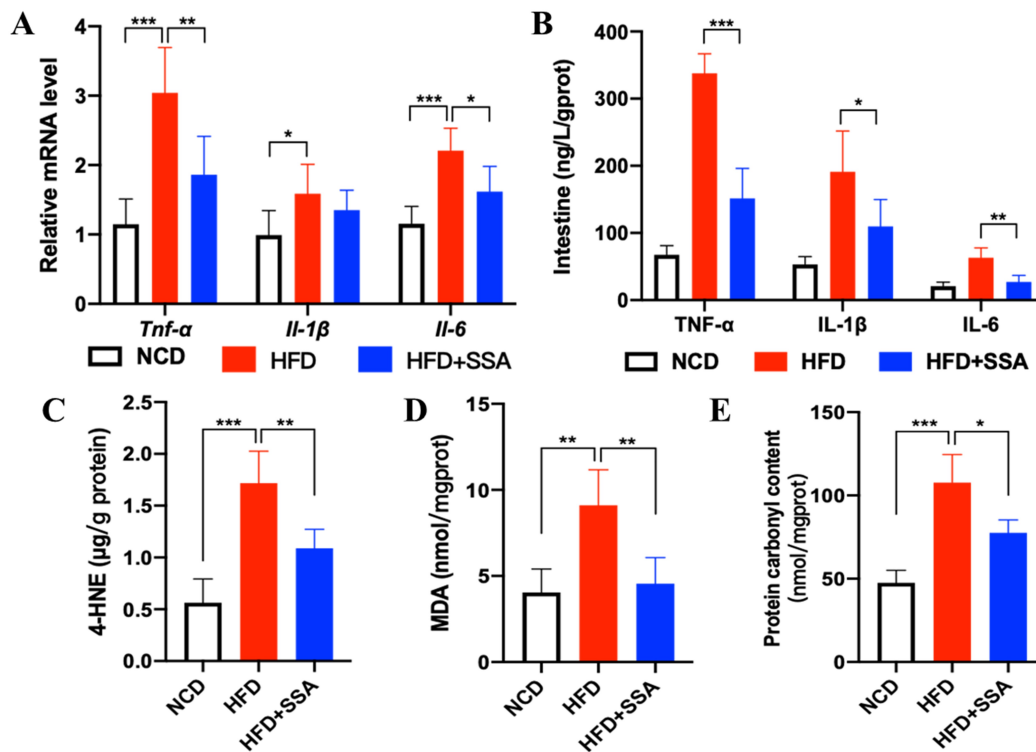 A
Relative mRNA level
4
3
2
1
0
*** **
*
*** *
Tnf-α Il-1β Il-6
NCD HFD HFD+SSA
B
Intestine (ng/L/gprot)
400
300
200
100
0
***
*
**
TNF-α IL-1β IL-6
NCD HFD HFD+SSA
C
4-HNE (µg/g protein)
2.5
2.0
1.5
1.0
0.5
0.0
*** **
NCD
HFD
HFD+SSA
D
MDA (nmol/mgprot)
15
10
5
0
** **
NCD
HFD
HFD+SSA
E
Protein carbonyl content
(nmol/mgprot)
150
100
50
0
*** *
NCD
HFD
HFD+SSA